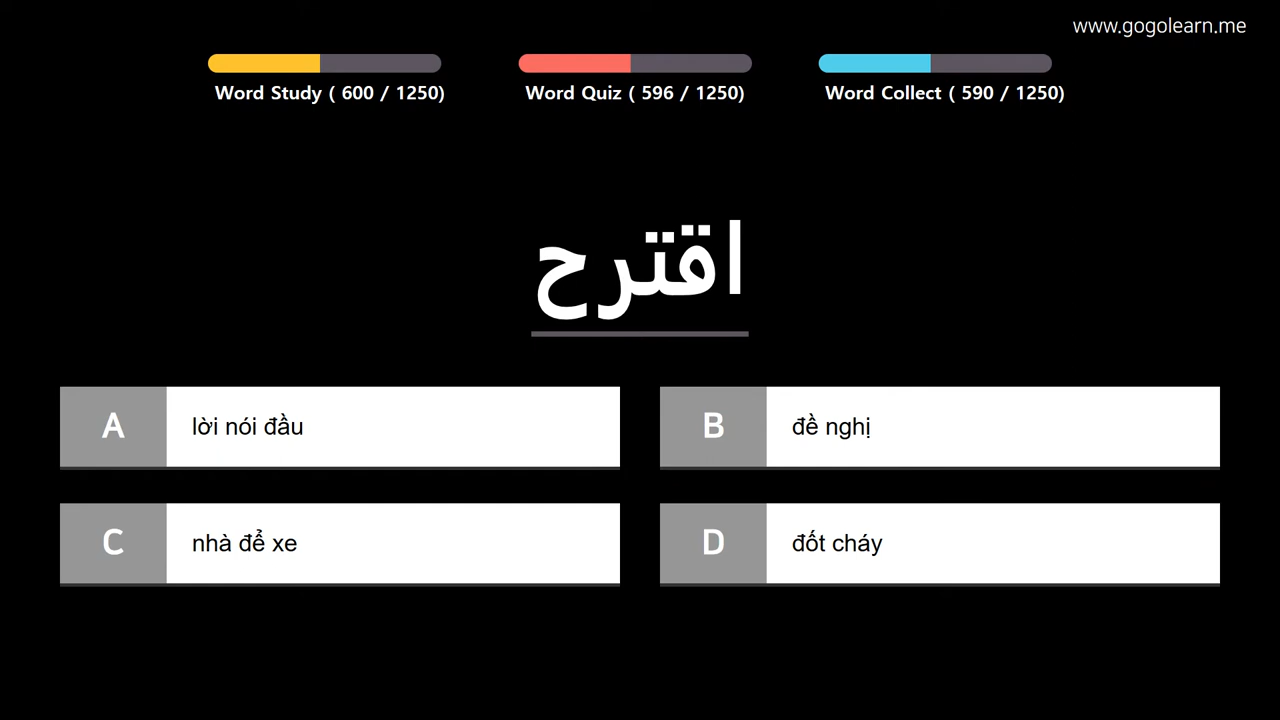 www.gogolearn.me
Word Study ( 600 / 1250)
Word Quiz ( 596 / 1250)
Word Collect ( 590 / 1250)
اقترح
A
lời nói đầu
B
đề nghị
C
nhà để xe
D
đốt cháy